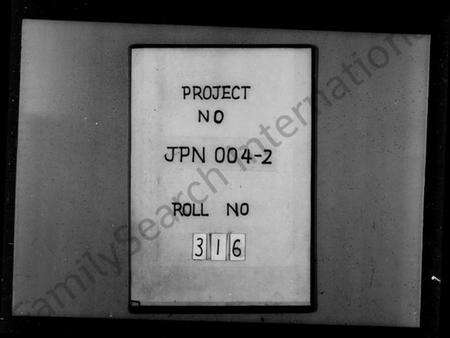 PROJECT
NO
JPN 004-2
ROLL NO
316
FamilySearch International